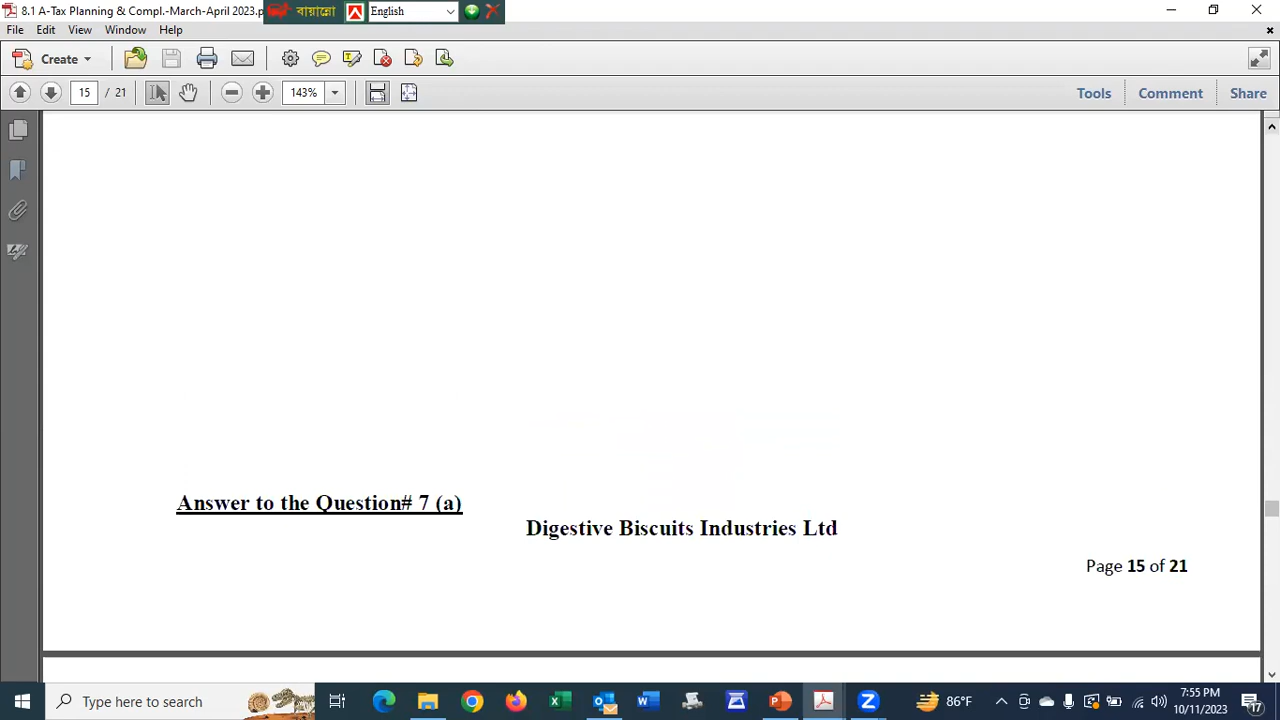 8.1 A-Tax Planning & Compl.-March-April 2023.p
বায়ান্নো
English
File Edit View Window Help
Create
15 / 21
143%
Tools Comment Share
Answer to the Question# 7 (a)
Digestive Biscuits Industries Ltd
Page 15 of 21
Type here to search
86°F
7:55 PM
10/11/2023
17